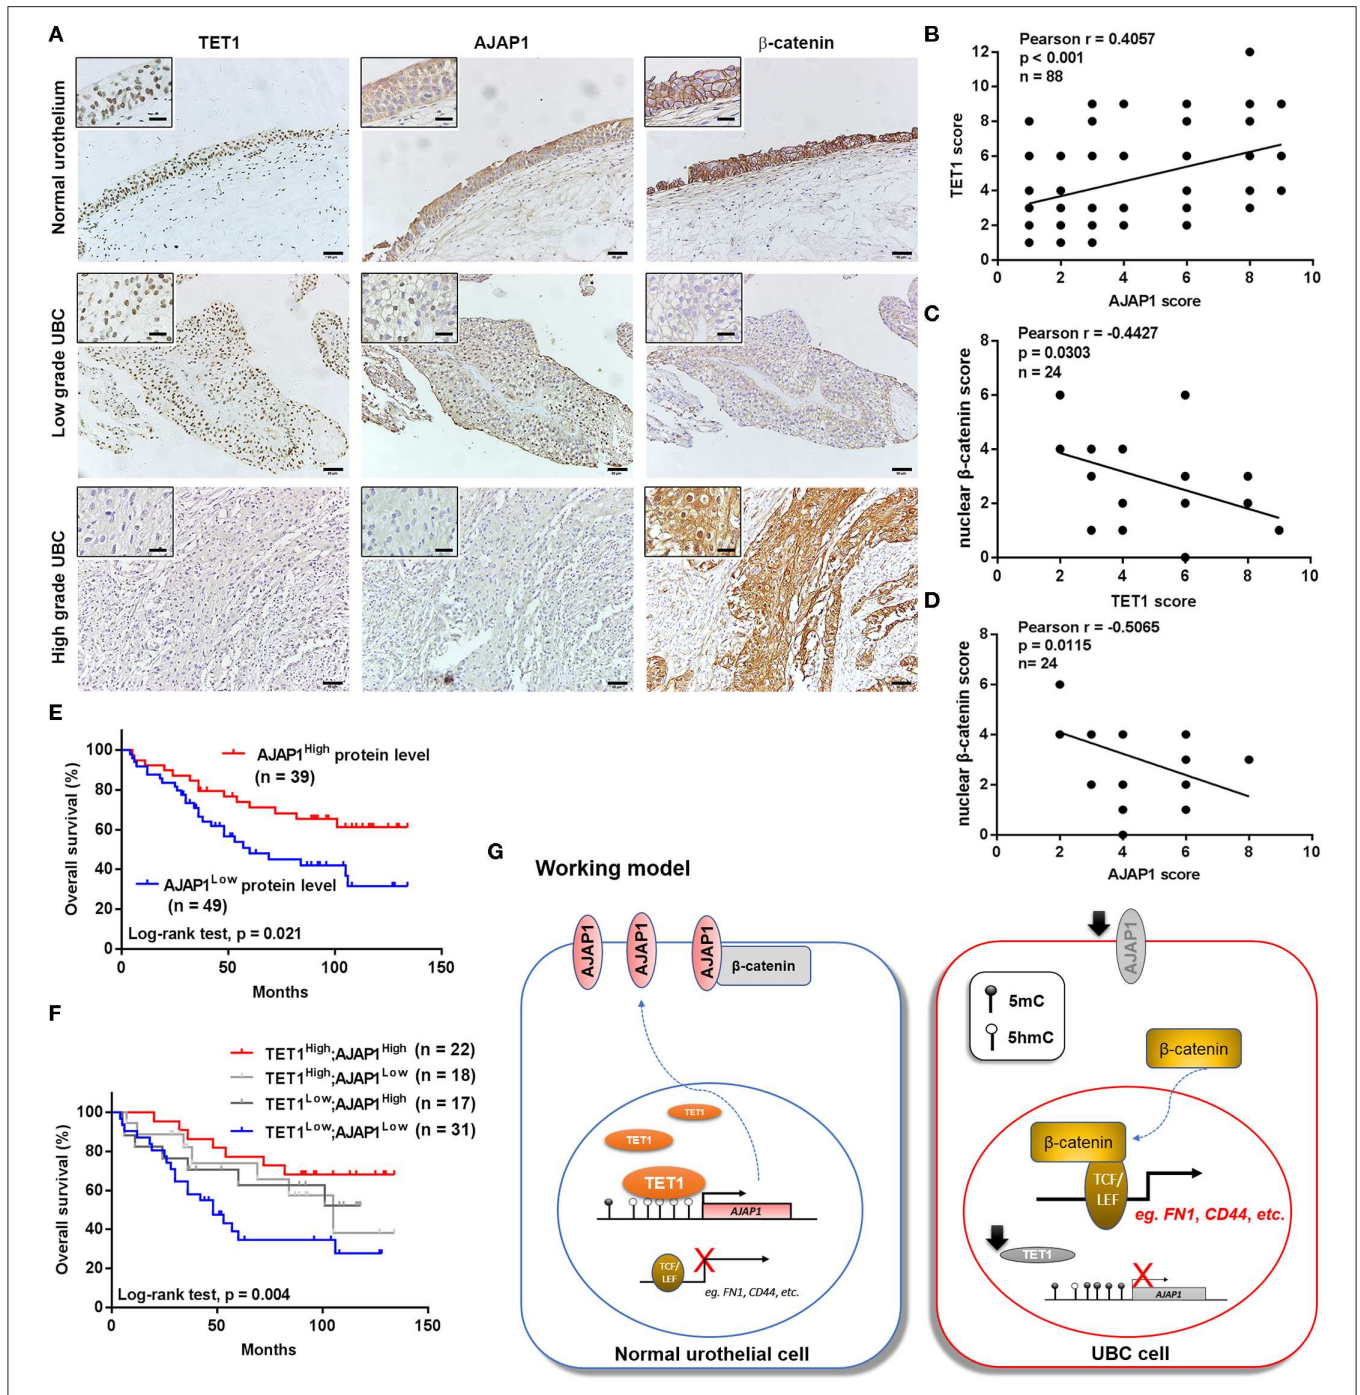 A
TET1
AJAP1
β-catenin
Normal urothelium
Low grade UBC
High grade UBC
B
Pearson r = 0.4057
p < 0.001
n = 88
TET1 score
12
10
8
6
4
2
0
0 2 4 6 8 10
AJAP1 score
C
Pearson r = -0.4427
p = 0.0303
n = 24
nuclear β-catenin score
8
6
4
2
0
0 2 4 6 8 10
TET1 score
D
Pearson r = -0.5065
p = 0.0115
n= 24
nuclear β-catenin score
8
6
4
2
0
0 2 4 6 8 10
AJAP1 score
E
AJAP1High protein level
(n = 39)
AJAP1Low protein level
(n = 49)
Log-rank test, p = 0.021
Overall survival (%)
100
80
60
40
20
0
0 50 100 150
Months
F
TET1High;AJAP1High (n = 22)
TET1High;AJAP1Low (n = 18)
TET1Low;AJAP1High (n = 17)
TET1Low;AJAP1Low (n = 31)
Log-rank test, p = 0.004
Overall survival (%)
100
80
60
40
20
0
0 50 100 150
Months
G
Working model
AJAP1
AJAP1
AJAP1
β-catenin
TET1
TET1
TET1
AJAP1
TCF/
LEF
X
eg. FN1, CD44, etc.
Normal urothelial cell
AJAP1
5mC
5hmC
β-catenin
β-catenin
TCF/
LEF
eg. FN1, CD44, etc.
TET1
X
AJAP1
UBC cell